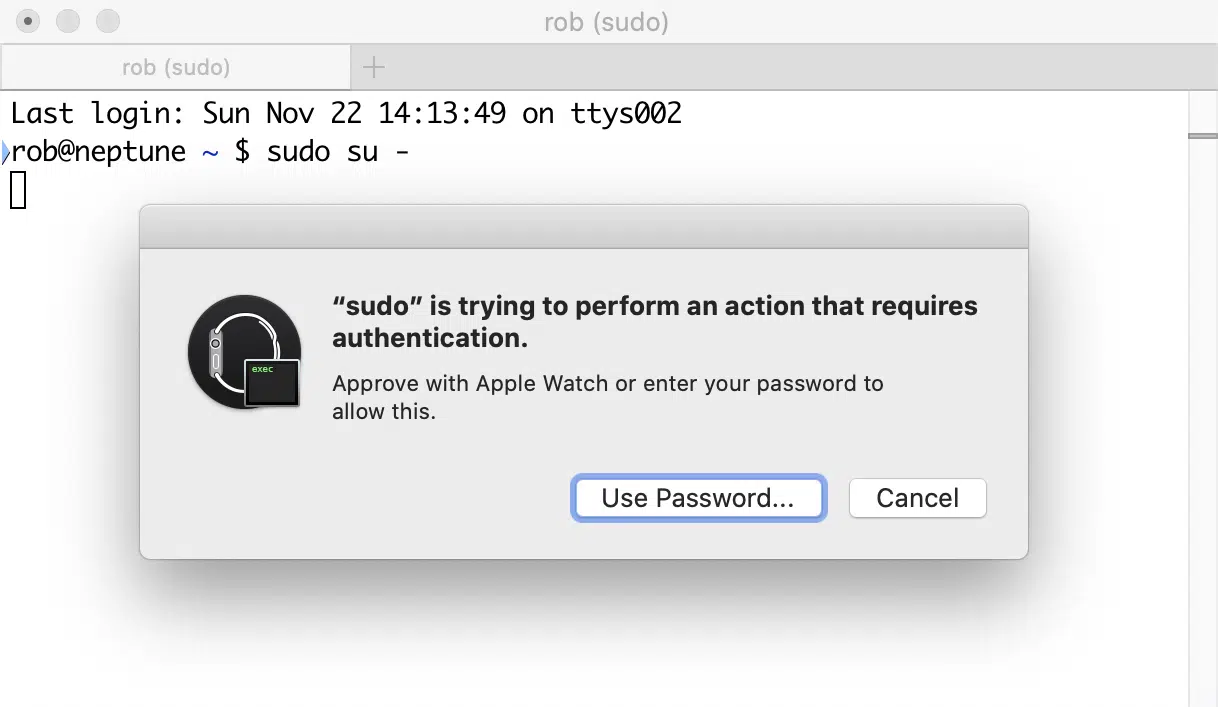 rob (sudo)
rob (sudo)
Last login: Sun Nov 22 14:13:49 on ttys002
rob@neptune ~ $ sudo su -
“sudo” is trying to perform an action that requires
authentication.
exec
Approve with Apple Watch or enter your password to
allow this.
Use Password...
Cancel